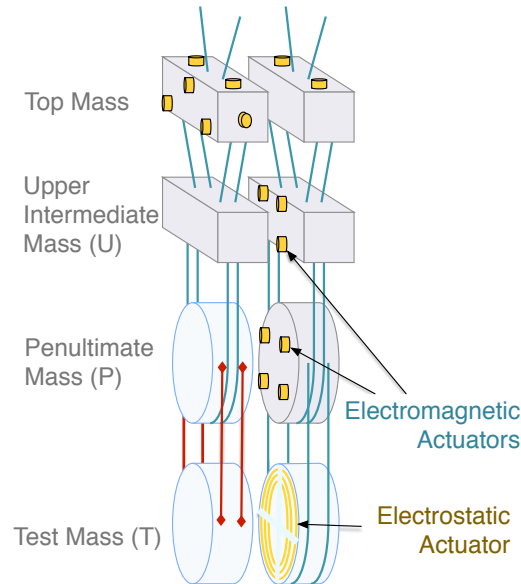 Top Mass
Upper
Intermediate
Mass (U)
Penultimate
Mass (P)
Electromagnetic
Actuators
Test Mass (T)
Electrostatic
Actuator